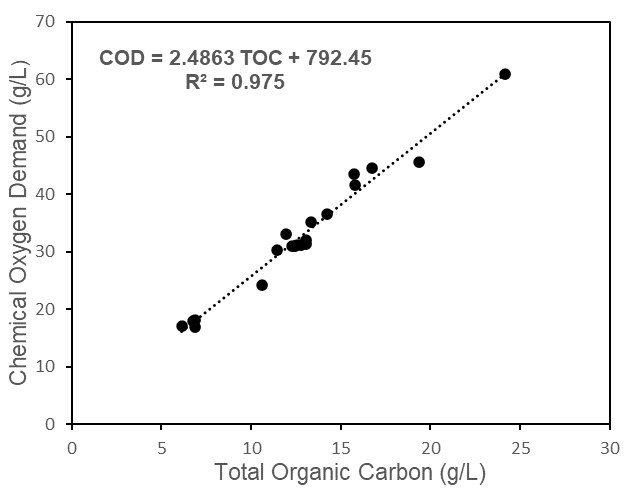 COD = 2.4863 TOC + 792.45
R² = 0.975
Chemical Oxygen Demand (g/L)
70
60
50
40
30
20
10
0
0 5 10 15 20 25 30
Total Organic Carbon (g/L)